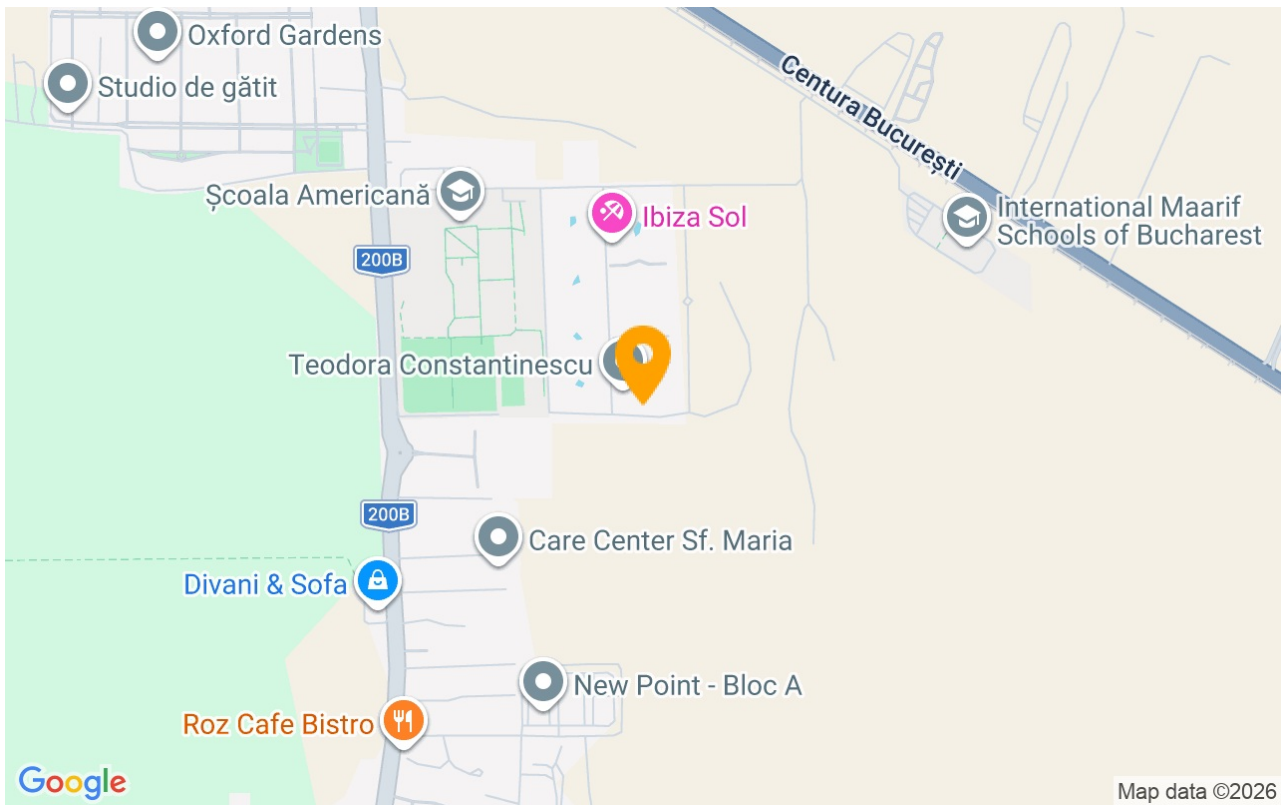 Oxford Gardens
Studio de gătit
Centura București
Școala Americană
Ibiza Sol
International Maarif
Schools of Bucharest
200B
Teodora Constantinescu
200B
Care Center Sf. Maria
Divani & Sofa
New Point - Bloc A
Roz Cafe Bistro
Google
Map data ©2026